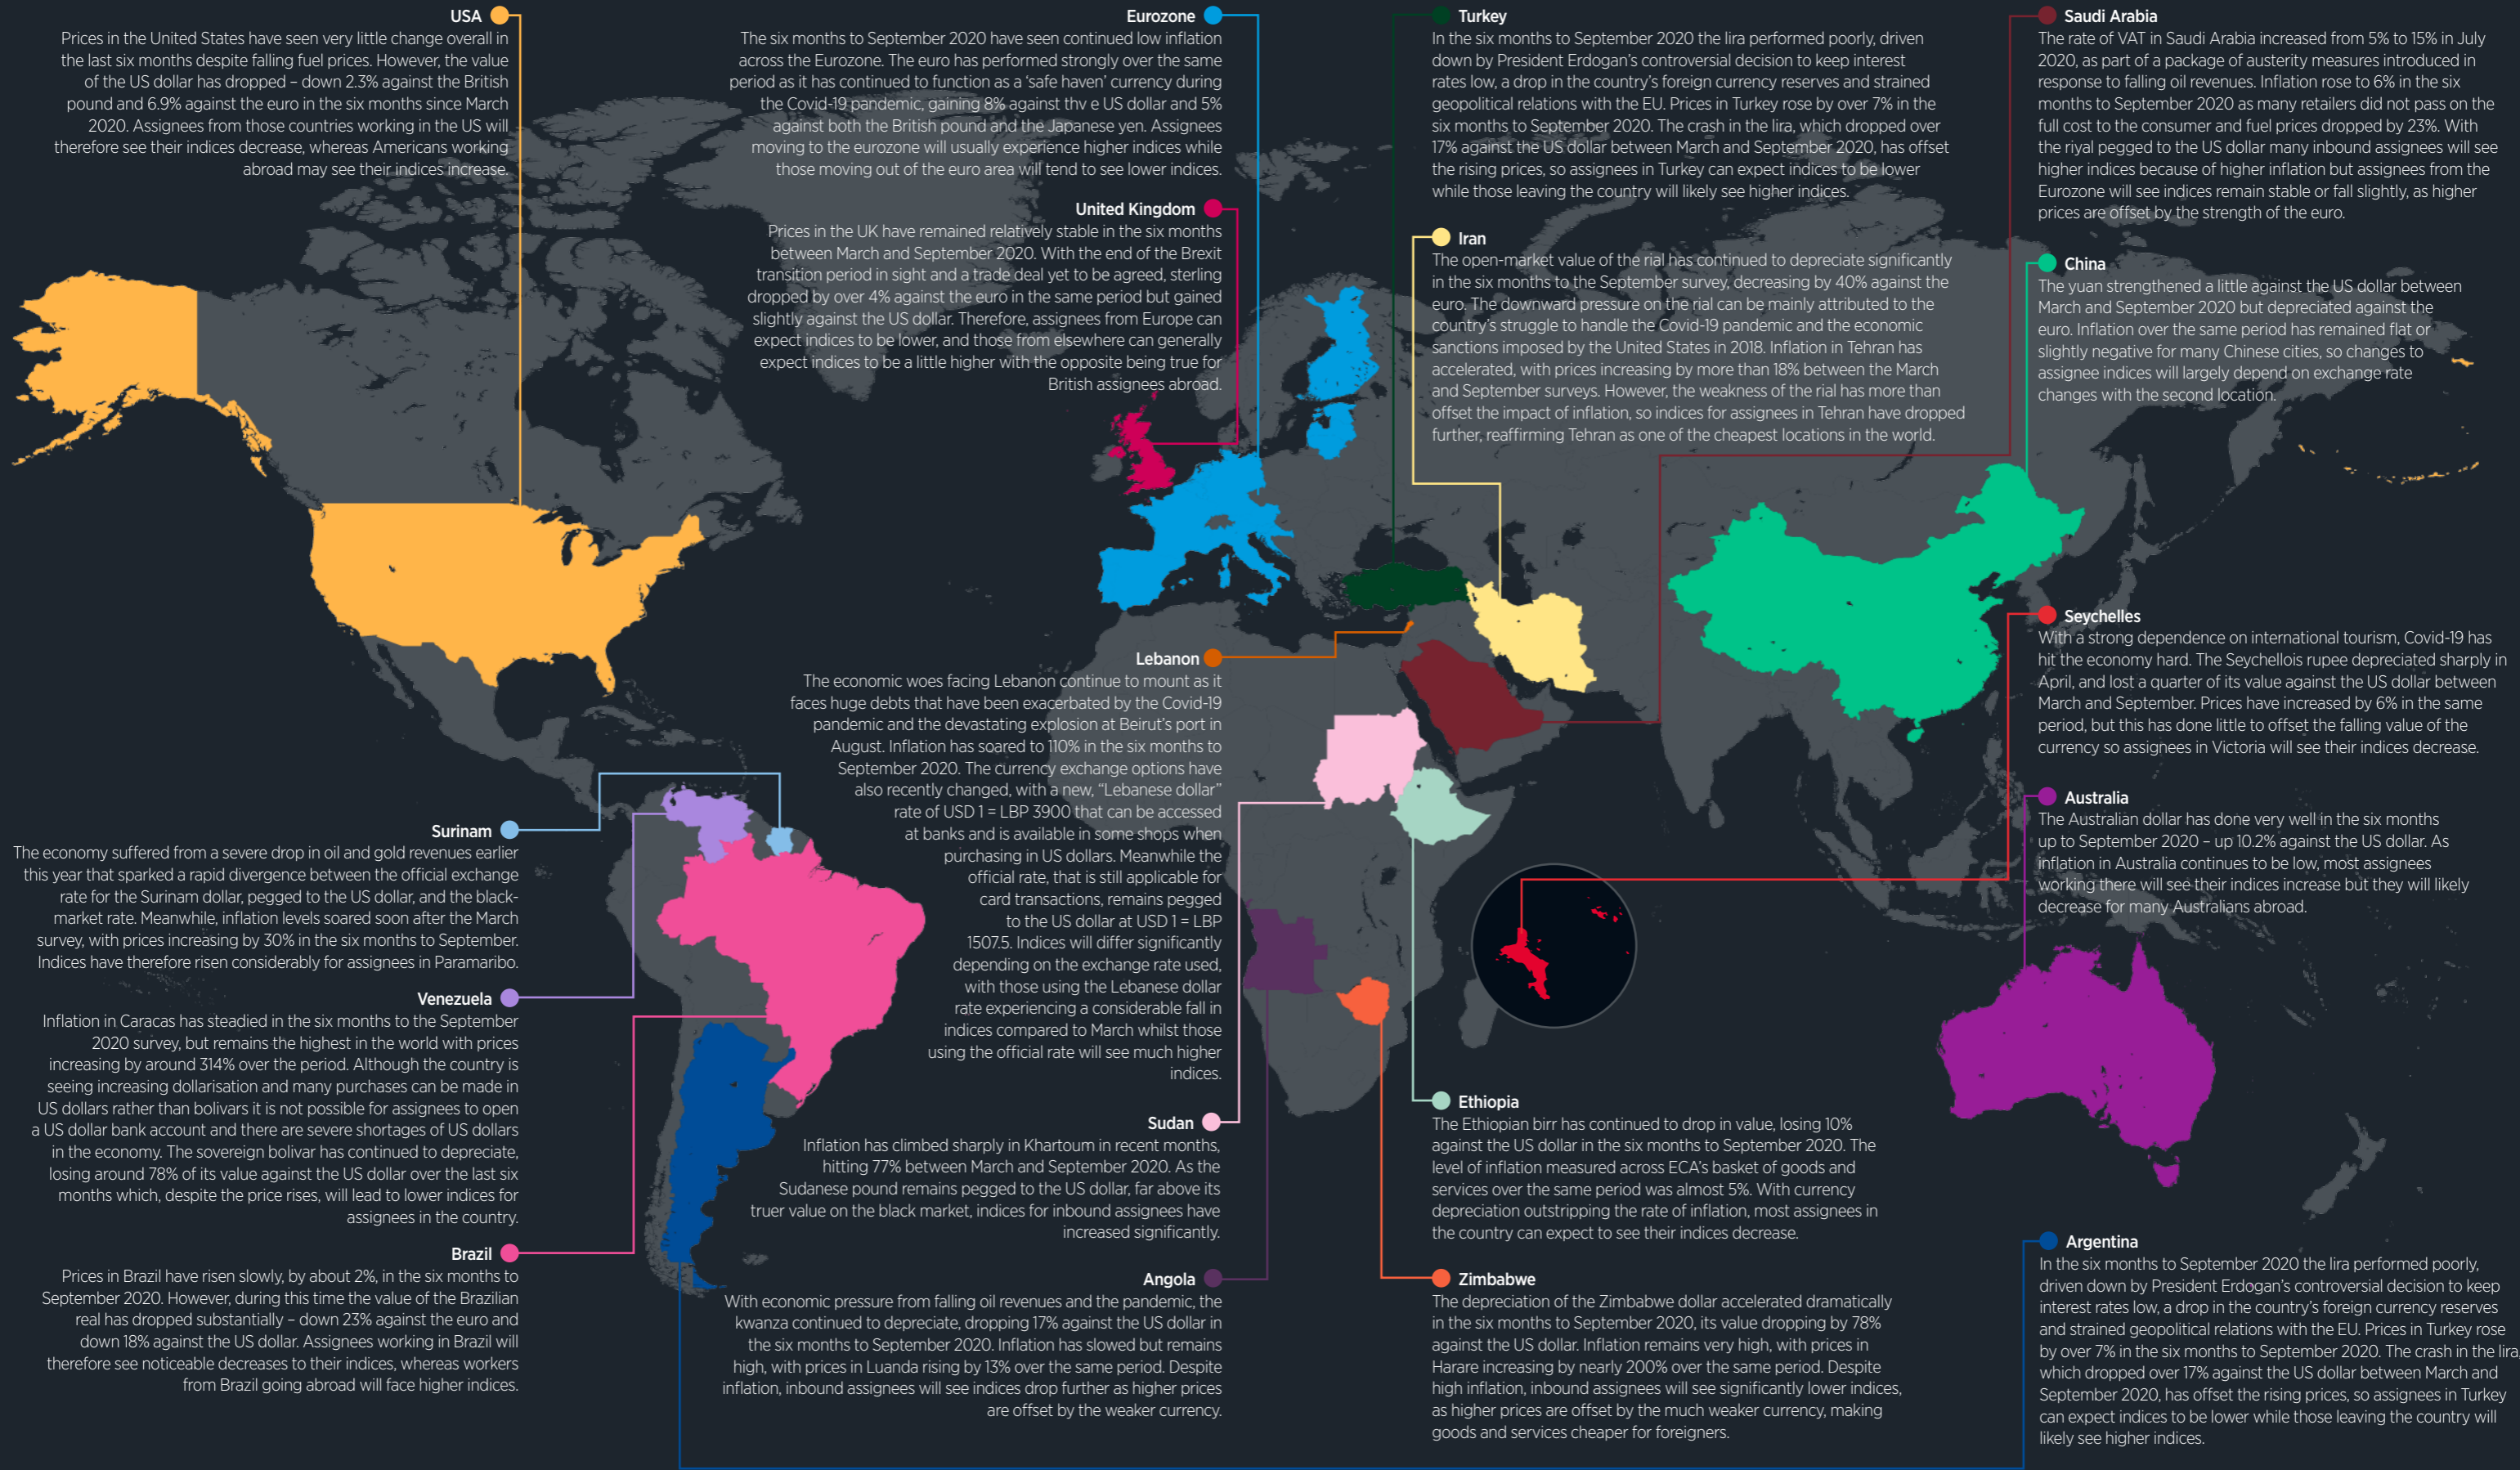 USA
Prices in the United States have seen very little change overall in
the last six months despite falling fuel prices. However, the value
of the US dollar has dropped – down 2.3% against the British
pound and 6.9% against the euro in the six months since March
2020. Assignees from those countries working in the US will
therefore see their indices decrease, whereas Americans working
abroad may see their indices increase.
Eurozone
The six months to September 2020 have seen continued low inflation
across the Eurozone. The euro has performed strongly over the same
period as it has continued to function as a ‘safe haven’ currency during
the Covid-19 pandemic, gaining 8% against thv e US dollar and 5%
against both the British pound and the Japanese yen. Assignees
moving to the eurozone will usually experience higher indices while
those moving out of the euro area will tend to see lower indices.
United Kingdom
Prices in the UK have remained relatively stable in the six months
between March and September 2020. With the end of the Brexit
transition period in sight and a trade deal yet to be agreed, sterling
dropped by over 4% against the euro in the same period but gained
slightly against the US dollar. Therefore, assignees from Europe can
expect indices to be lower, and those from elsewhere can generally
expect indices to be a little higher with the opposite being true for
British assignees abroad.
Turkey
In the six months to September 2020 the lira performed poorly, driven
down by President Erdogan’s controversial decision to keep interest
rates low, a drop in the country’s foreign currency reserves and strained
geopolitical relations with the EU. Prices in Turkey rose by over 7% in the
six months to September 2020. The crash in the lira, which dropped over
17% against the US dollar between March and September 2020, has offset
the rising prices, so assignees in Turkey can expect indices to be lower
while those leaving the country will likely see higher indices.
Iran
The open-market value of the rial has continued to depreciate significantly
in the six months to the September survey, decreasing by 40% against the
euro. The downward pressure on the rial can be mainly attributed to the
country’s struggle to handle the Covid-19 pandemic and the economic
sanctions imposed by the United States in 2018. Inflation in Tehran has
accelerated, with prices increasing by more than 18% between the March
and September surveys. However, the weakness of the rial has more than
offset the impact of inflation, so indices for assignees in Tehran have dropped
further, reaffirming Tehran as one of the cheapest locations in the world.
Saudi Arabia
The rate of VAT in Saudi Arabia increased from 5% to 15% in July
2020, as part of a package of austerity measures introduced in
response to falling oil revenues. Inflation rose to 6% in the six
months to September 2020 as many retailers did not pass on the
full cost to the consumer and fuel prices dropped by 23%. With
the riyal pegged to the US dollar many inbound assignees will see
higher indices because of higher inflation but assignees from the
Eurozone will see indices remain stable or fall slightly, as higher
prices are offset by the strength of the euro.
China
The yuan strengthened a little against the US dollar between
March and September 2020 but depreciated against the
euro. Inflation over the same period has remained flat or
slightly negative for many Chinese cities, so changes to
assignee indices will largely depend on exchange rate
changes with the second location.
Seychelles
With a strong dependence on international tourism, Covid-19 has
hit the economy hard. The Seychellois rupee depreciated sharply in
April, and lost a quarter of its value against the US dollar between
March and September. Prices have increased by 6% in the same
period, but this has done little to offset the falling value of the
currency so assignees in Victoria will see their indices decrease.
Australia
The Australian dollar has done very well in the six months
up to September 2020 – up 10.2% against the US dollar. As
inflation in Australia continues to be low, most assignees
working there will see their indices increase but they will likely
decrease for many Australians abroad.
Lebanon
The economic woes facing Lebanon continue to mount as it
faces huge debts that have been exacerbated by the Covid-19
pandemic and the devastating explosion at Beirut’s port in
August. Inflation has soared to 110% in the six months to
September 2020. The currency exchange options have
also recently changed, with a new, “Lebanese dollar”
rate of USD 1 = LBP 3900 that can be accessed
at banks and is available in some shops when
purchasing in US dollars. Meanwhile the
official rate, that is still applicable for
card transactions, remains pegged
to the US dollar at USD 1 = LBP
1507.5. Indices will differ significantly
depending on the exchange rate used,
with those using the Lebanese dollar
rate experiencing a considerable fall in
indices compared to March whilst those
using the official rate will see much higher
indices.
Surinam
The economy suffered from a severe drop in oil and gold revenues earlier
this year that sparked a rapid divergence between the official exchange
rate for the Surinam dollar, pegged to the US dollar, and the black-
market rate. Meanwhile, inflation levels soared soon after the March
survey, with prices increasing by 30% in the six months to September.
Indices have therefore risen considerably for assignees in Paramaribo.
Venezuela
Inflation in Caracas has steadied in the six months to the September
2020 survey, but remains the highest in the world with prices
increasing by around 314% over the period. Although the country is
seeing increasing dollarisation and many purchases can be made in
US dollars rather than bolivars it is not possible for assignees to open
a US dollar bank account and there are severe shortages of US dollars
in the economy. The sovereign bolivar has continued to depreciate,
losing around 78% of its value against the US dollar over the last six
months which, despite the price rises, will lead to lower indices for
assignees in the country.
Brazil
Prices in Brazil have risen slowly, by about 2%, in the six months to
September 2020. However, during this time the value of the Brazilian
real has dropped substantially – down 23% against the euro and
down 18% against the US dollar. Assignees working in Brazil will
therefore see noticeable decreases to their indices, whereas workers
from Brazil going abroad will face higher indices.
Sudan
Inflation has climbed sharply in Khartoum in recent months,
hitting 77% between March and September 2020. As the
Sudanese pound remains pegged to the US dollar, far above its
truer value on the black market, indices for inbound assignees have
increased significantly.
Angola
With economic pressure from falling oil revenues and the pandemic, the
kwanza continued to depreciate, dropping 17% against the US dollar in
the six months to September 2020. Inflation has slowed but remains
high, with prices in Luanda rising by 13% over the same period. Despite
inflation, inbound assignees will see indices drop further as higher prices
are offset by the weaker currency.
Ethiopia
The Ethiopian birr has continued to drop in value, losing 10%
against the US dollar in the six months to September 2020. The
level of inflation measured across ECA’s basket of goods and
services over the same period was almost 5%. With currency
depreciation outstripping the rate of inflation, most assignees in
the country can expect to see their indices decrease.
Zimbabwe
The depreciation of the Zimbabwe dollar accelerated dramatically
in the six months to September 2020, its value dropping by 78%
against the US dollar. Inflation remains very high, with prices in
Harare increasing by nearly 200% over the same period. Despite
high inflation, inbound assignees will see significantly lower indices,
as higher prices are offset by the much weaker currency, making
goods and services cheaper for foreigners.
Argentina
In the six months to September 2020 the lira performed poorly,
driven down by President Erdogan’s controversial decision to keep
interest rates low, a drop in the country’s foreign currency reserves
and strained geopolitical relations with the EU. Prices in Turkey rose
by over 7% in the six months to September 2020. The crash in the lira,
which dropped over 17% against the US dollar between March and
September 2020, has offset the rising prices, so assignees in Turkey
can expect indices to be lower while those leaving the country will
likely see higher indices.